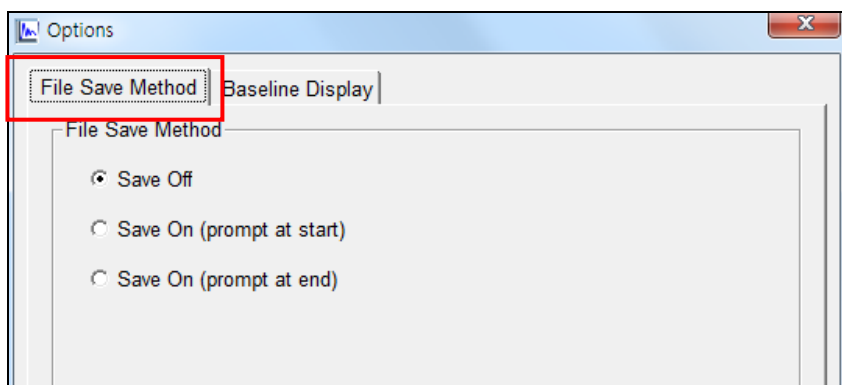 Options
File Save Method Baseline Display
File Save Method
Save Off
Save On (prompt at start)
Save On (prompt at end)